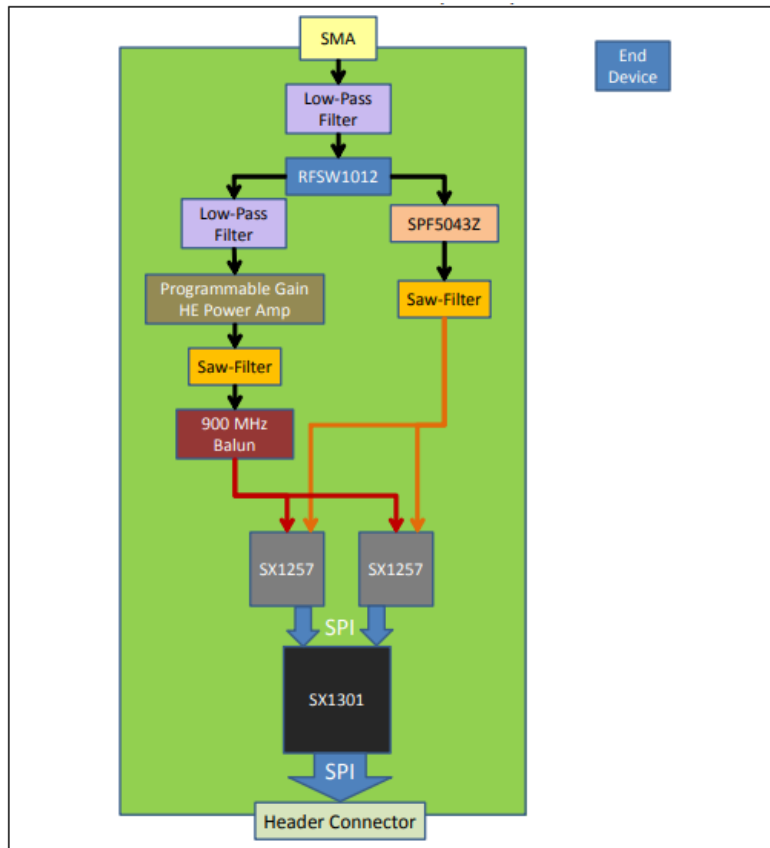 SMA
End
Device
Low-Pass
Filter
RFSW1012
Low-Pass
Filter
SPF5043Z
Programmable Gain
HE Power Amp
Saw-Filter
Saw-Filter
900 MHz
Balun
SX1257
SX1257
SPI
SX1301
SPI
Header Connector